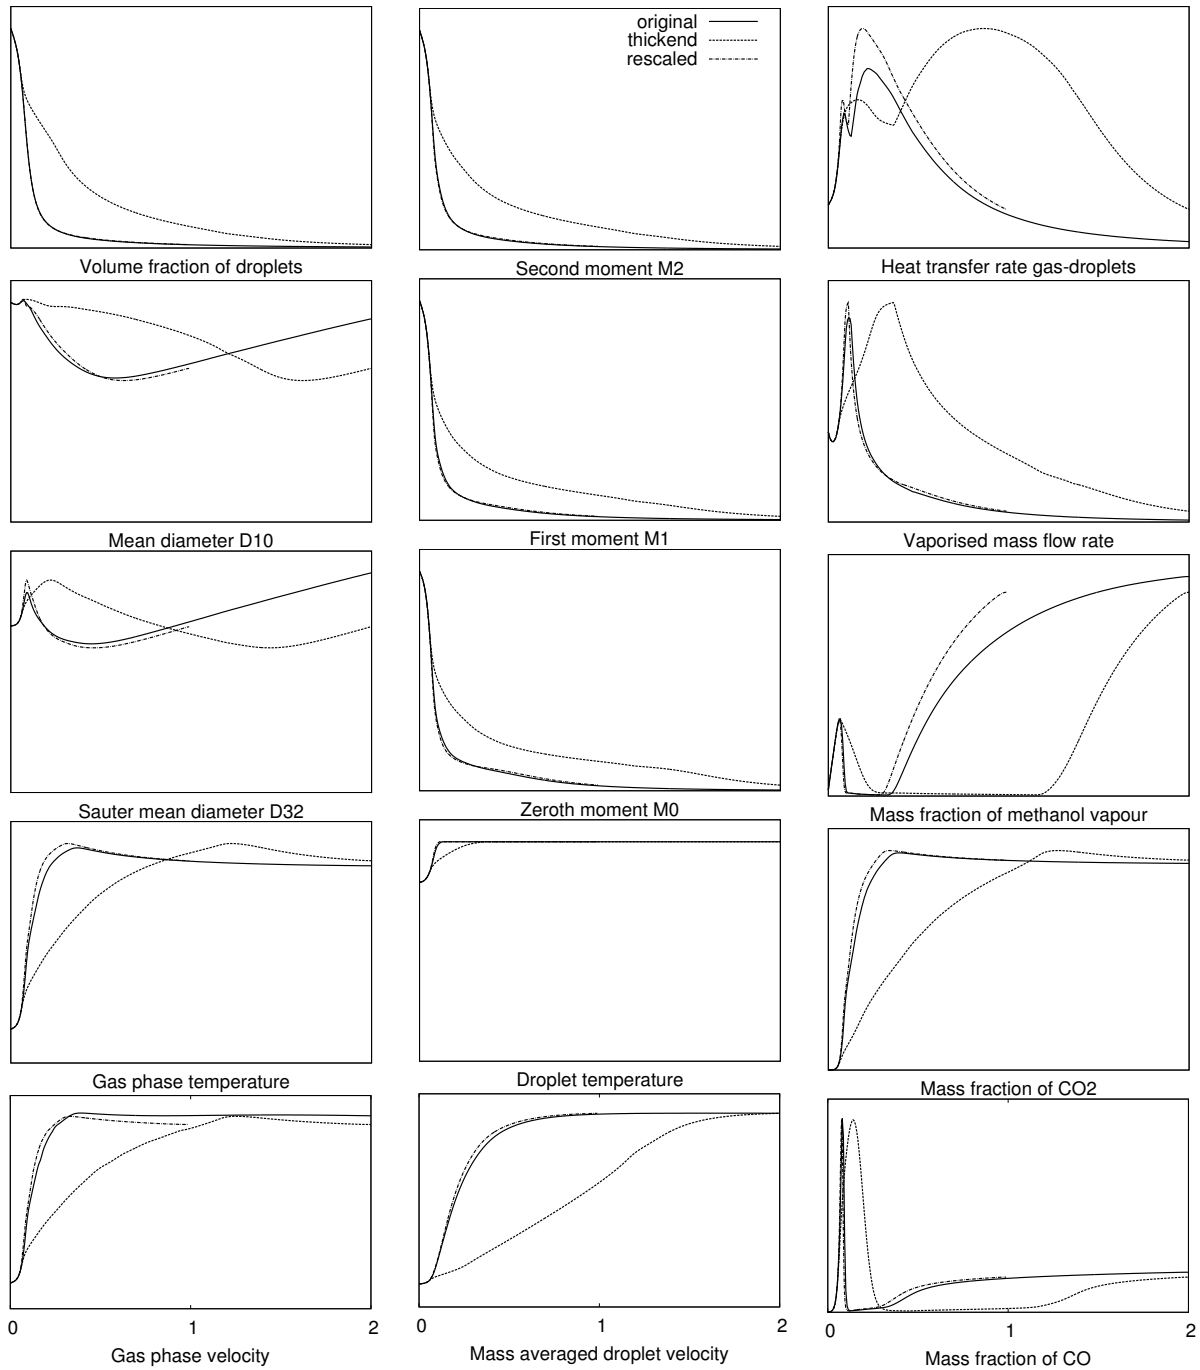 original
thickend
rescaled
Volume fraction of droplets
Second moment M2
Heat transfer rate gas-droplets
Mean diameter D10
First moment M1
Vaporised mass flow rate
Sauter mean diameter D32
Zeroth moment M0
Mass fraction of methanol vapour
Gas phase temperature
Droplet temperature
Mass fraction of CO2
0 1 2
0 1 2
0 1 2
Gas phase velocity
Mass averaged droplet velocity
Mass fraction of CO